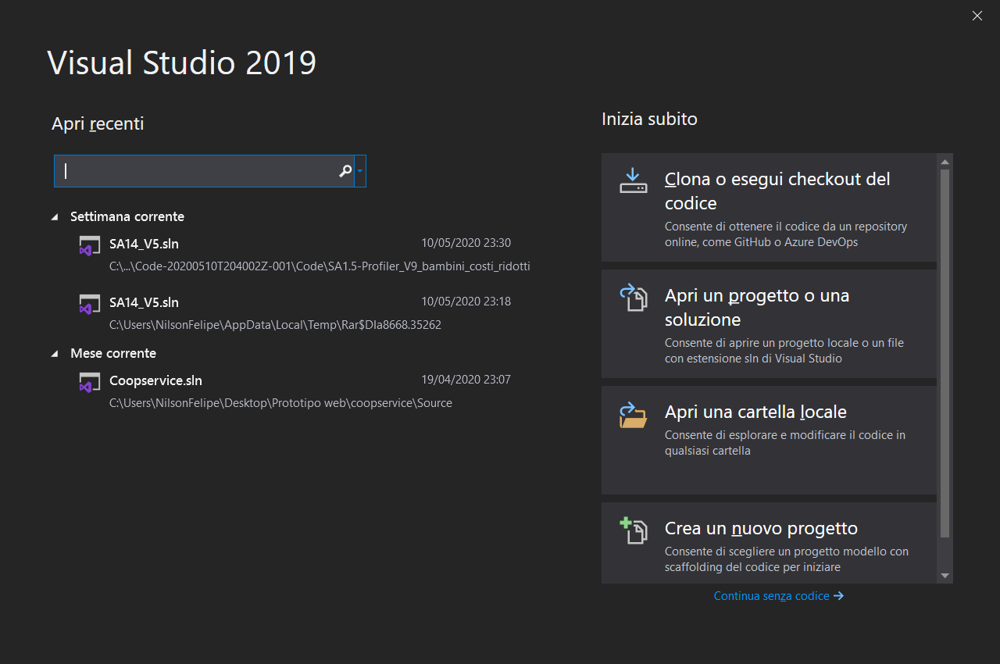 Visual Studio 2019
Apri recenti
Settimana corrente
SA14_V5.sln 10/05/2020 23:30
C:\...\Code-20200510T204002Z-001\Code\SA1.5-Profiler_V9_bambini_costi_ridotti
SA14_V5.sln 10/05/2020 23:18
C:\Users\NilsonFelipe\AppData\Local\Temp\Rar$DIa8668.35262
Mese corrente
Coopservice.sln 19/04/2020 23:07
C:\Users\NilsonFelipe\Desktop\Prototipo web\coopservice\Source
Inizia subito
Clona o esegui checkout del
codice
Consente di ottenere il codice da un repository
online, come GitHub o Azure DevOps
Apri un progetto o una
soluzione
Consente di aprire un progetto locale o un file
con estensione sln di Visual Studio
Apri una cartella locale
Consente di esplorare e modificare il codice in
qualsiasi cartella
Crea un nuovo progetto
Consente di scegliere un progetto modello con
scaffolding del codice per iniziare
Continua senza codice →